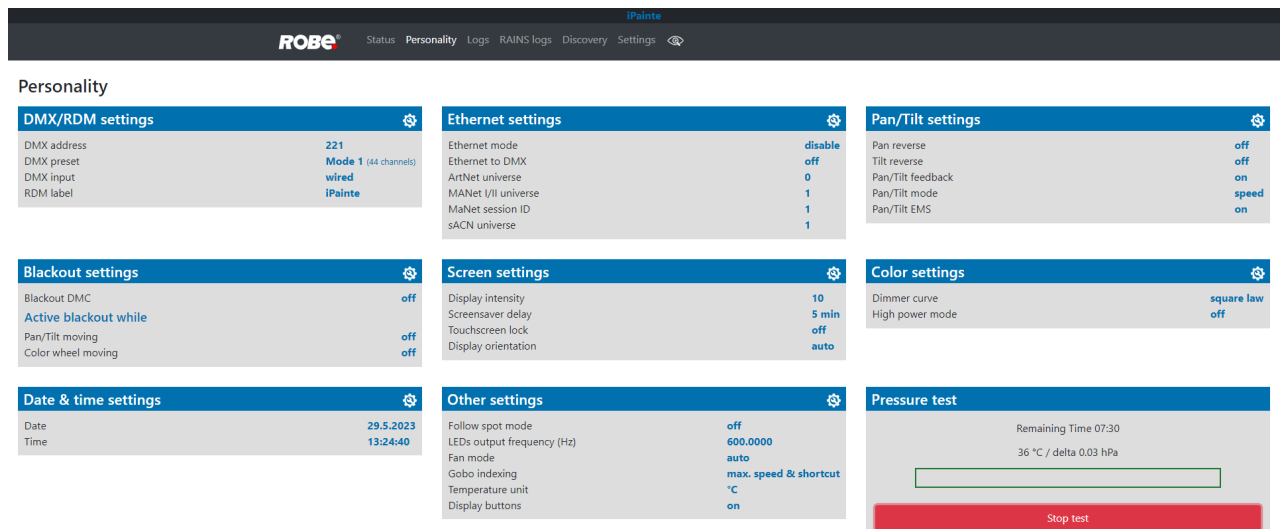 iPainte
ROBE® Status Personality Logs RAINS logs Discovery Settings
Personality
DMX/RDM settings
DMX address 221
DMX preset Mode 1 (44 channels)
DMX input wired
RDM label iPainte
Ethernet settings
Ethernet mode disable
Ethernet to DMX off
ArtNet universe 0
MANet I/II universe 1
MaNet session ID 1
sACN universe 1
Pan/Tilt settings
Pan reverse off
Tilt reverse off
Pan/Tilt feedback on
Pan/Tilt mode speed
Pan/Tilt EMS on
Blackout settings
Blackout DMC off
Active blackout while
Pan/Tilt moving off
Color wheel moving off
Screen settings
Display intensity 10
Screensaver delay 5 min
Touchscreen lock off
Display orientation auto
Color settings
Dimmer curve square law
High power mode off
Date & time settings
Date 29.5.2023
Time 13:24:40
Other settings
Follow spot mode off
LEDs output frequency (Hz) 600.0000
Fan mode auto
Gobo indexing max. speed & shortcut
Temperature unit °C
Display buttons on
Pressure test
Remaining Time 07:30
36 °C / delta 0.03 hPa
Stop test